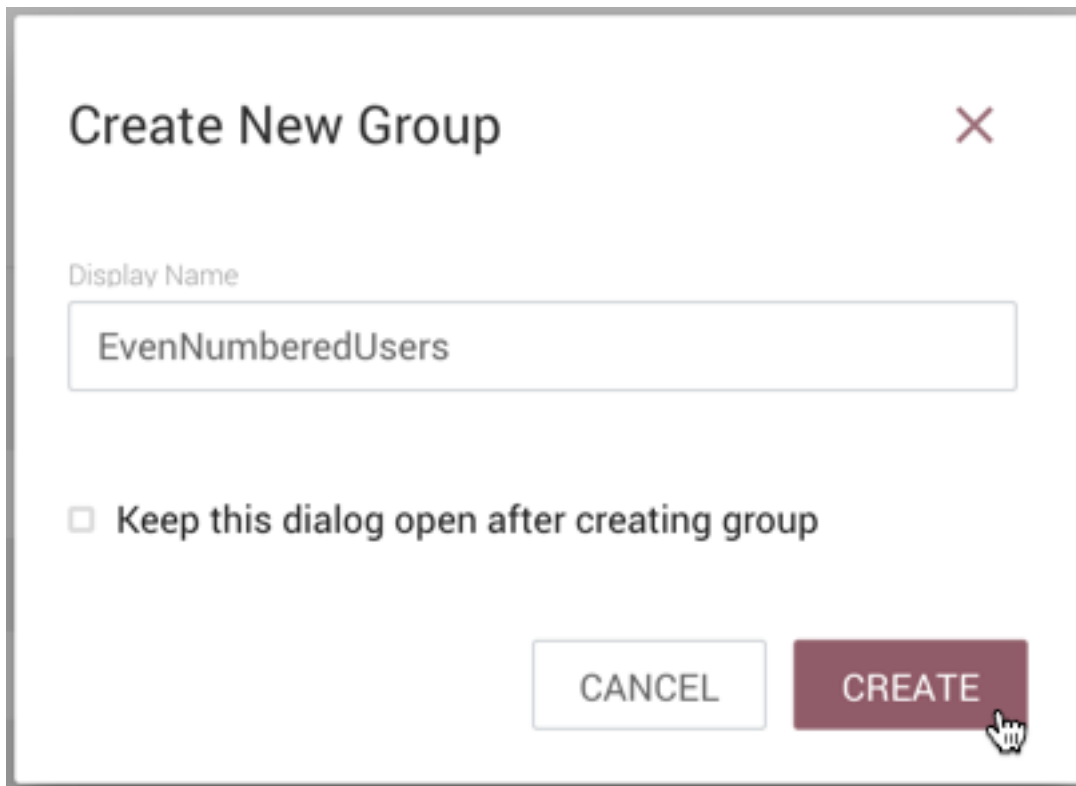 Create New Group
Display Name
EvenNumberedUsers
Keep this dialog open after creating group
CANCEL CREATE